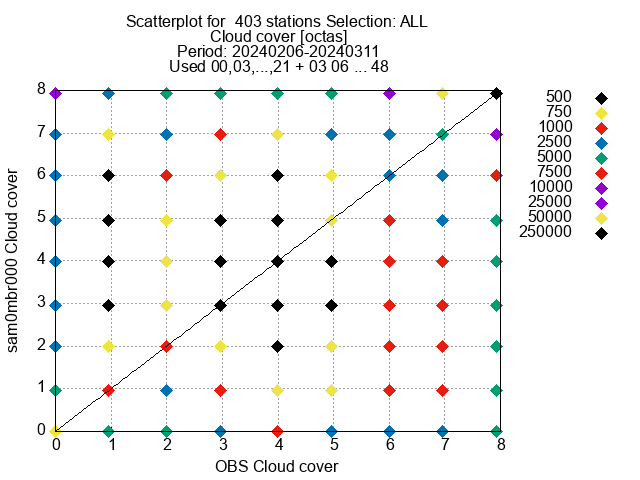 Scatterplot for  403 stations Selection: ALL
Cloud cover [octas]
Period: 20240206-20240311
Used 00,03,...,21 + 03 06 ... 48
8
7
6
5
4
3
2
1
0
sam0mbr000 Cloud cover
0 1 2 3 4 5 6 7 8
OBS Cloud cover
500
750
1000
2500
5000
7500
10000
25000
50000
250000